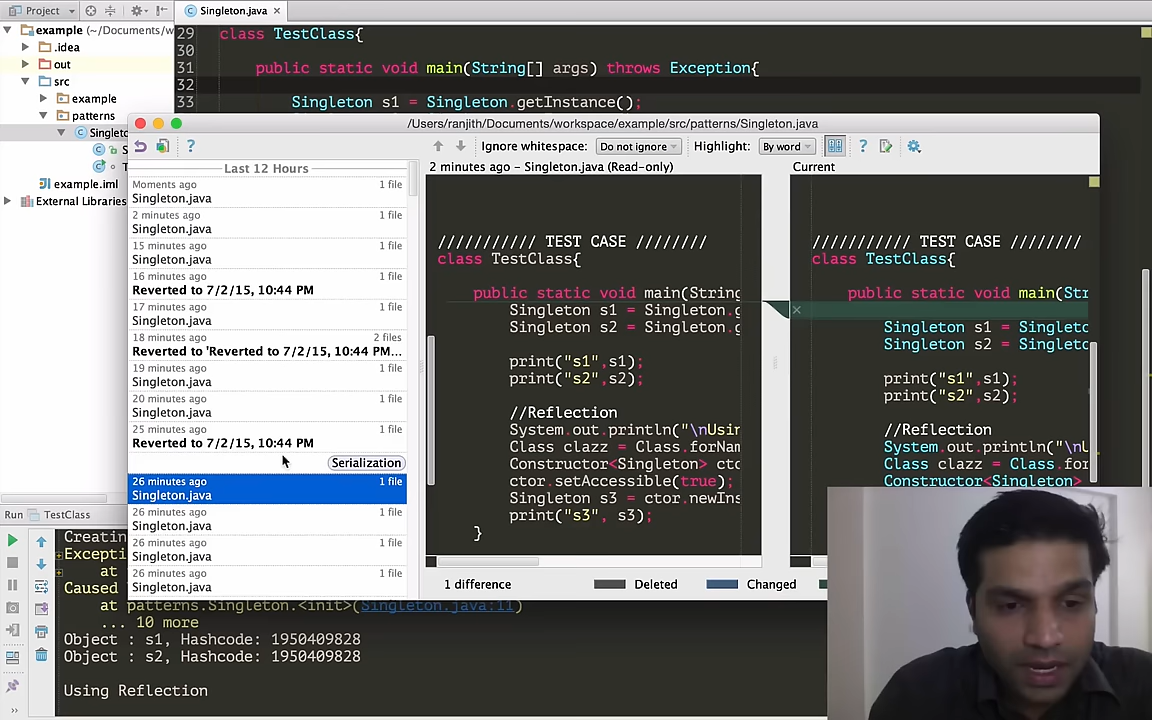 Project
Singleton.java
example (~/Documents/w
.idea
out
src
example
patterns
Singleto
S
T
example.iml
External Libraries
29 class TestClass{
30
31 public static void main(String[] args) throws Exception{
32
33 Singleton s1 = Singleton.getInstance();
/Users/ranjith/Documents/workspace/example/src/patterns/Singleton.java
Ignore whitespace: Do not ignore Highlight: By word
Last 12 Hours
Moments ago 1 file
Singleton.java
2 minutes ago 1 file
Singleton.java
15 minutes ago 1 file
Singleton.java
16 minutes ago 1 file
Reverted to 7/2/15, 10:44 PM
17 minutes ago 1 file
Singleton.java
18 minutes ago 2 files
Reverted to 'Reverted to 7/2/15, 10:44 PM...
19 minutes ago 1 file
Singleton.java
20 minutes ago 1 file
Singleton.java
25 minutes ago 1 file
Reverted to 7/2/15, 10:44 PM
Serialization
26 minutes ago 1 file
Singleton.java
26 minutes ago 1 file
Singleton.java
26 minutes ago 1 file
Singleton.java
26 minutes ago 1 file
Singleton.java
2 minutes ago - Singleton.java (Read-only)
/////////// TEST CASE ////////
class TestClass{
public static void main(String
Singleton s1 = Singleton.g
Singleton s2 = Singleton.g
print("s1",s1);
print("s2",s2);
//Reflection
System.out.println("\nUsin
Class clazz = Class.forNam
Constructor<Singleton> cto
ctor.setAccessible(true);
Singleton s3 = ctor.newIns
print("s3", s3);
}
Current
/////////// TEST CASE ////////
class TestClass{
public static void main(Str
Singleton s1 = Singleto
Singleton s2 = Singleto
print("s1",s1);
print("s2",s2);
//Reflection
System.out.println("\nU
Class clazz = Class.for
Constructor<Singleton>
1 difference Deleted Changed
Run TestClass
Creatin
Excepti
at
Caused
at patterns.Singleton.<init>(Singleton.java:11)
... 10 more
Object : s1, Hashcode: 1950409828
Object : s2, Hashcode: 1950409828
Using Reflection